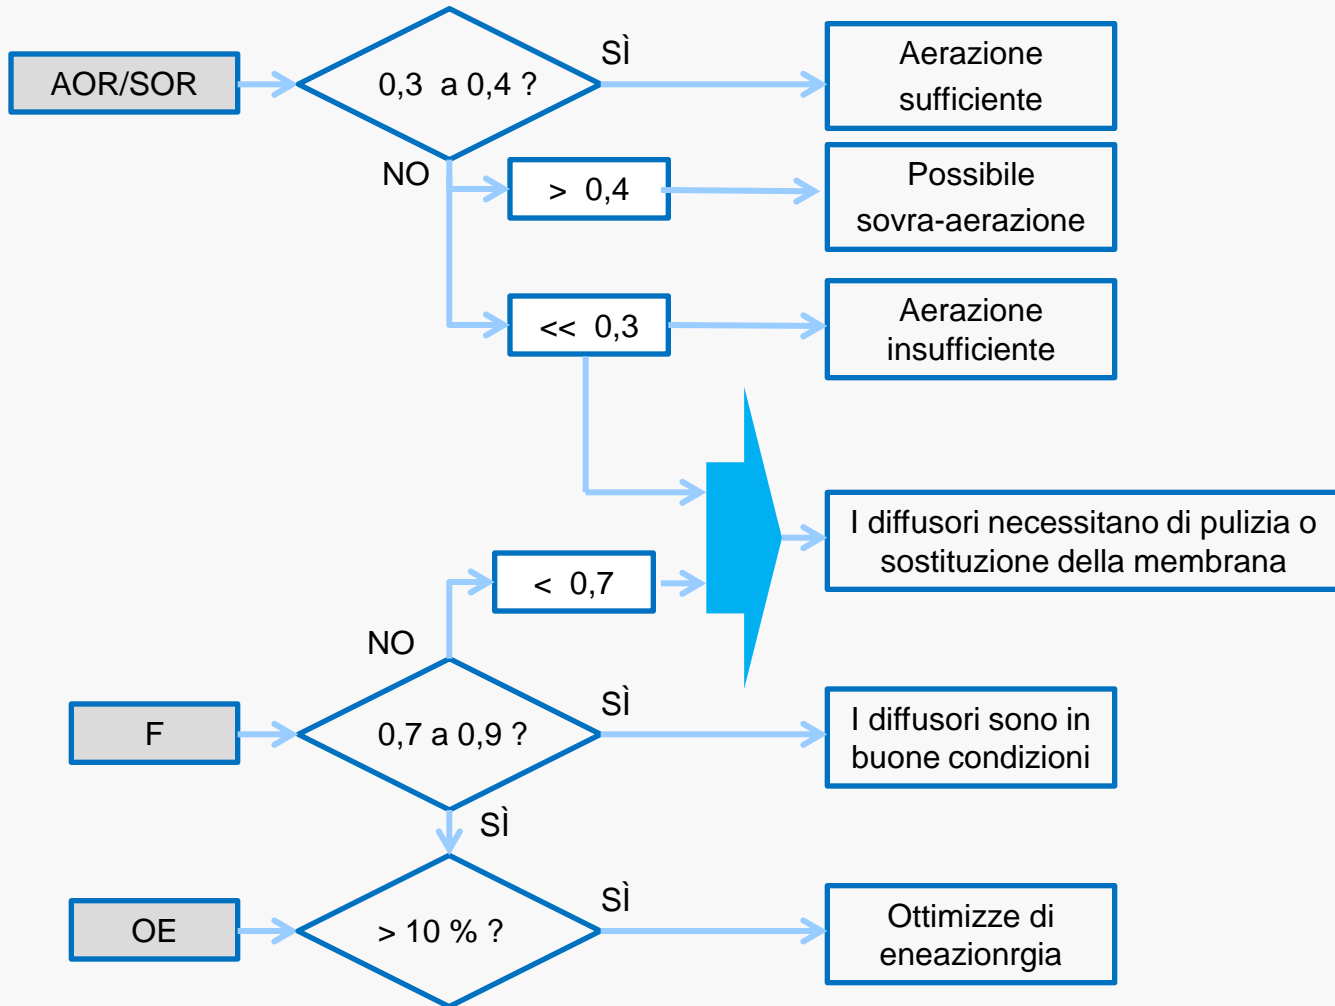 AOR/SOR
0,3 a 0,4 ?
SÌ
Aerazione
sufficiente
NO
> 0,4
Possibile
sovra-aerazione
<< 0,3
Aerazione
insufficiente
I diffusori necessitano di pulizia o
sostituzione della membrana
< 0,7
NO
F
0,7 a 0,9 ?
SÌ
I diffusori sono in
buone condizioni
SÌ
OE
> 10 % ?
SÌ
Ottimizze di
eneazionrgia